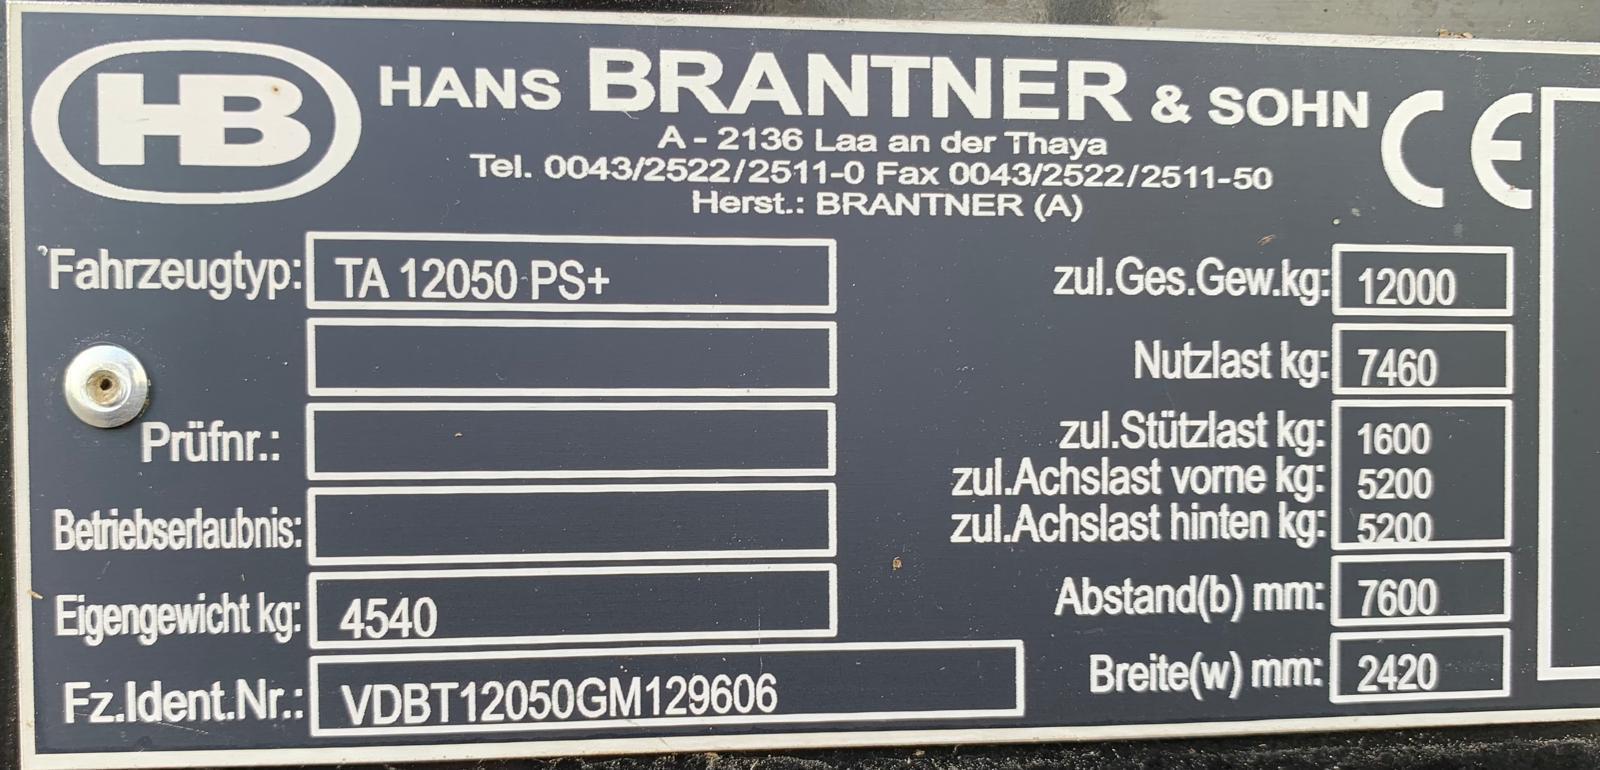 HB
HANS BRANTNER & SOHN
CE
A - 2136 Laa an der Thaya
Tel. 0043/2522/2511-0 Fax 0043/2522/2511-50
Herst.: BRANTNER (A)
Fahrzeugtyp: TA 12050 PS+
zul.Ges.Gew.kg: 12000
Nutzlast kg: 7460
Prüfnr.:
zul.Stützlast kg: 1600
zul.Achslast vorne kg: 5200
zul.Achslast hinten kg: 5200
Betriebserlaubnis:
Eigengewicht kg: 4540
Abstand(b) mm: 7600
Fz.Ident.Nr.: VDBT12050GM129606
Breite(w) mm: 2420